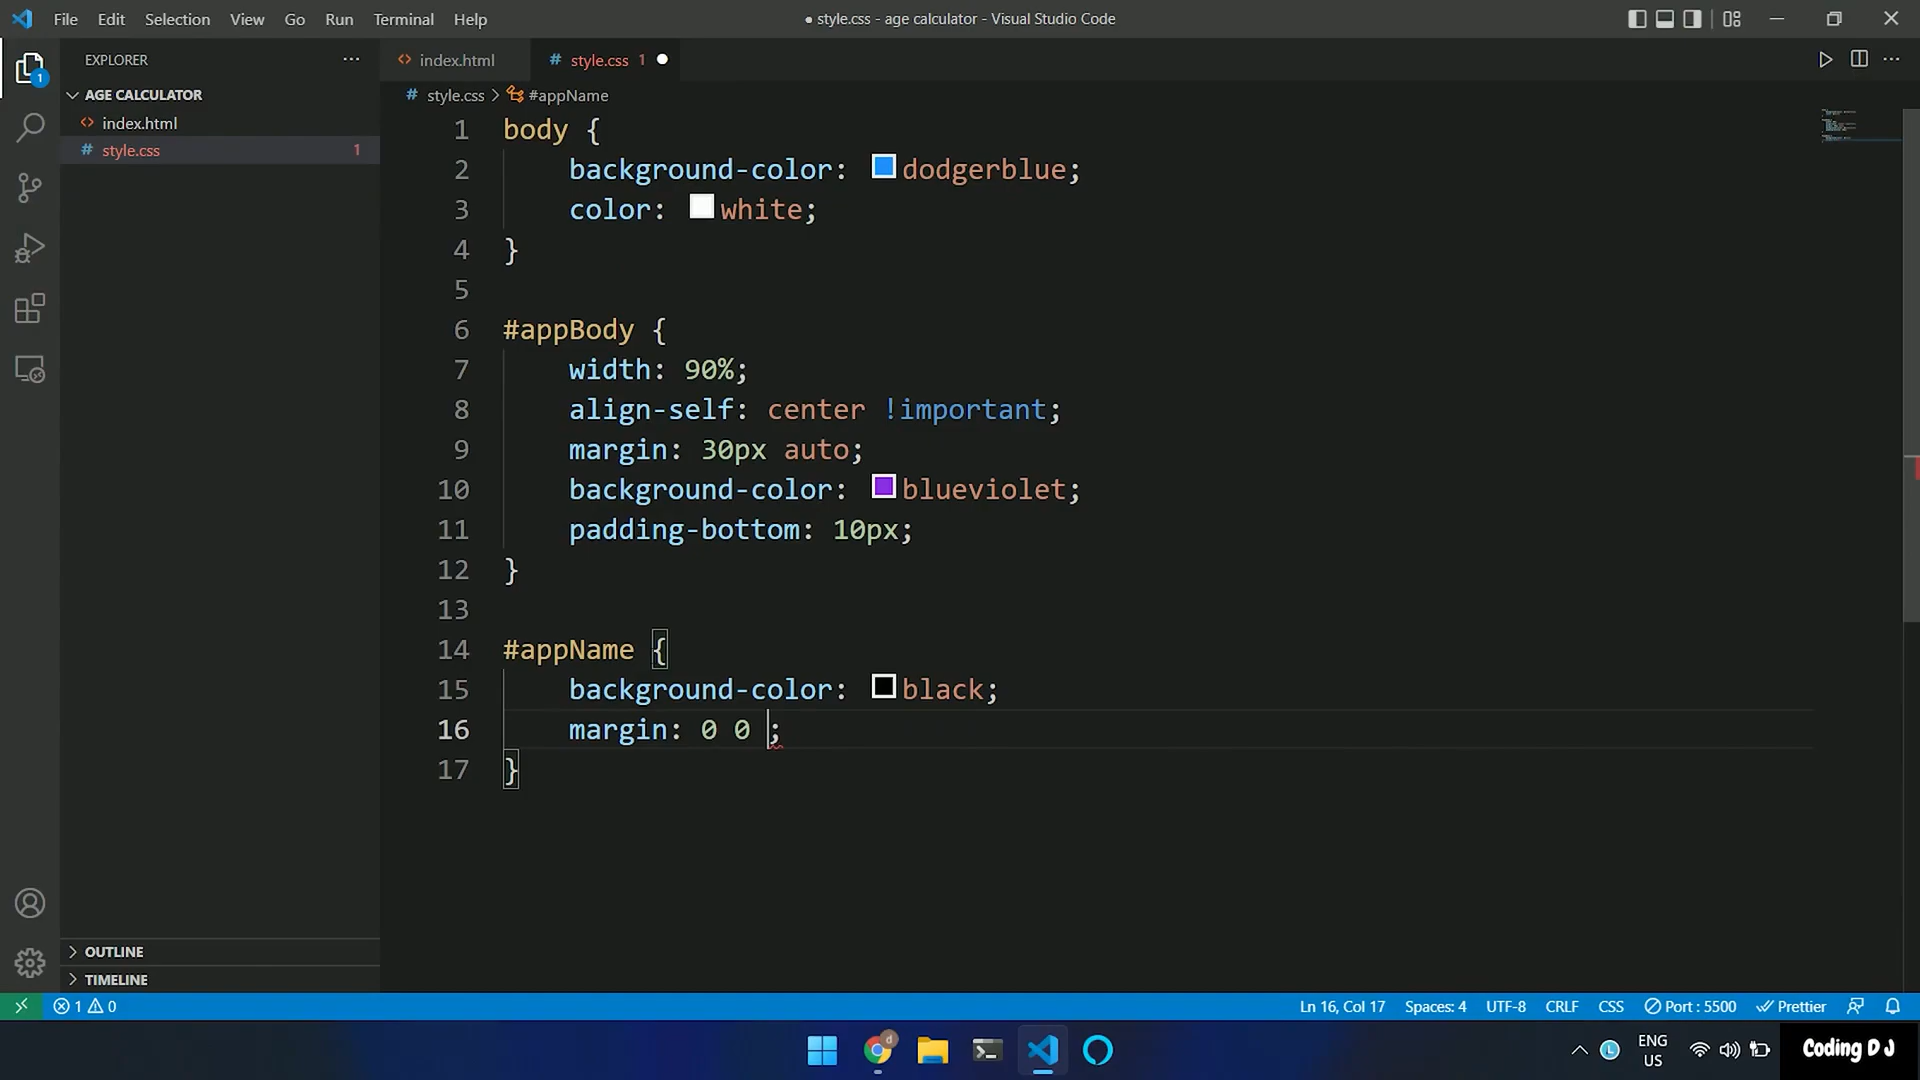 File Edit Selection View Go Run Terminal Help
● style.css - age calculator - Visual Studio Code
EXPLORER
AGE CALCULATOR
index.html
# style.css 1
OUTLINE
TIMELINE
1
index.html
# style.css 1
# style.css > #appName
1 body {
2 background-color: dodgerblue;
3 color: white;
4 }
5
6 #appBody {
7 width: 90%;
8 align-self: center !important;
9 margin: 30px auto;
10 background-color: blueviolet;
11 padding-bottom: 10px;
12 }
13
14 #appName {
15 background-color: black;
16 margin: 0 0 ;
17 }
1 0
Ln 16, Col 17 Spaces: 4 UTF-8 CRLF CSS Port : 5500 Prettier
d
ENG
US
Coding DJ